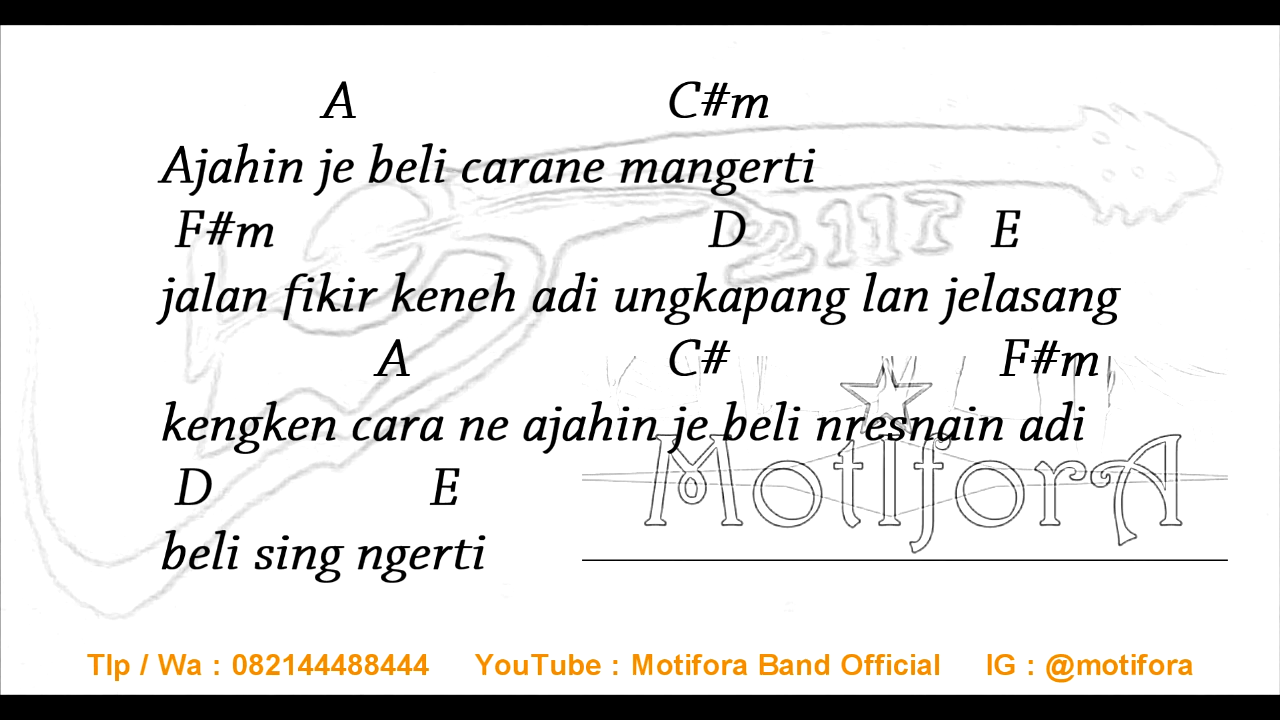 A C#m
Ajahin je beli carane mangerti
F#m D E
jalan fikir keneh adi ungkapang lan jelasang
A C# F#m
kengken cara ne ajahin je beli nresnain adi
D E
beli sing ngerti
2117
MotiforA
Tlp / Wa : 082144488444 YouTube : Motifora Band Official IG : @motifora